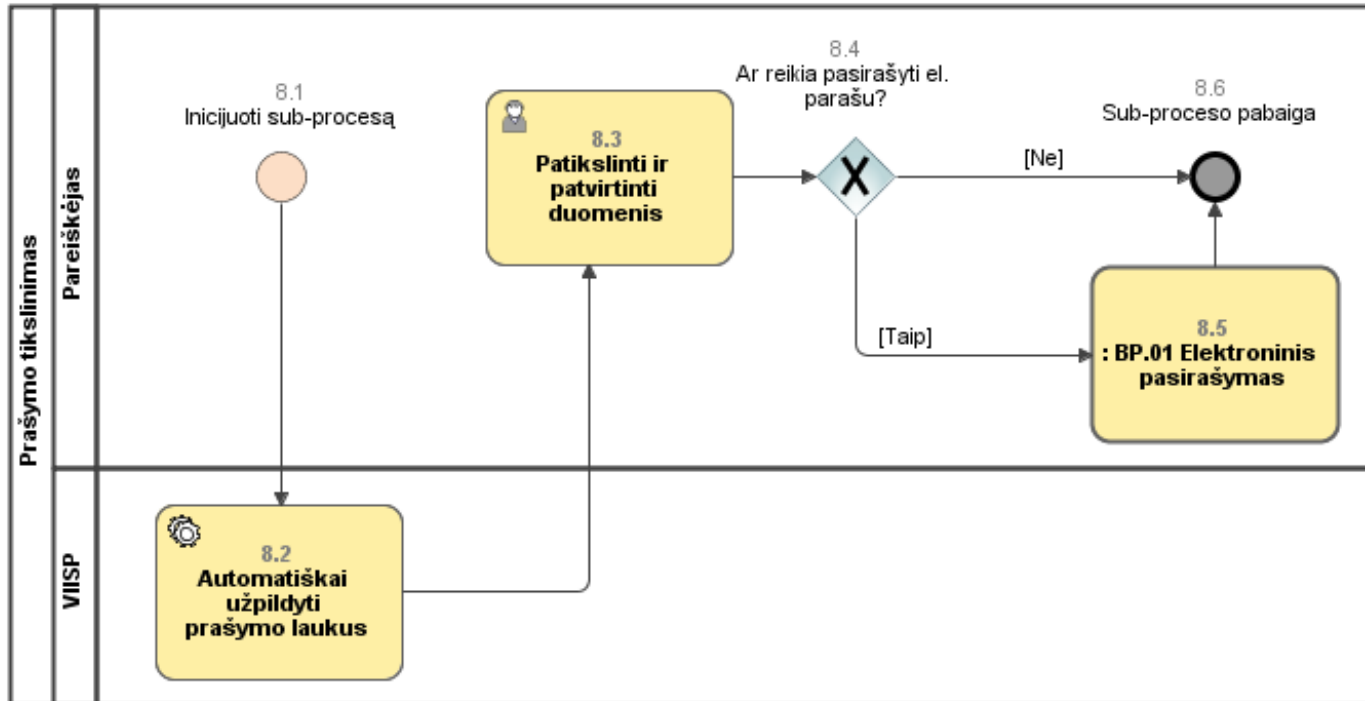 Prašymo tikslinimas
Pareiškėjas
8.1
Inicijuoti sub-procesą
8.3
Patikslinti ir
patvirtinti
duomenis
8.4
Ar reikia pasirašyti el.
parašu?
[Ne]
8.6
Sub-proceso pabaiga
[Taip]
8.5
: BP.01 Elektroninis
pasirašymas
VIISP
8.2
Automatiškai
užpildyti
prašymo laukus